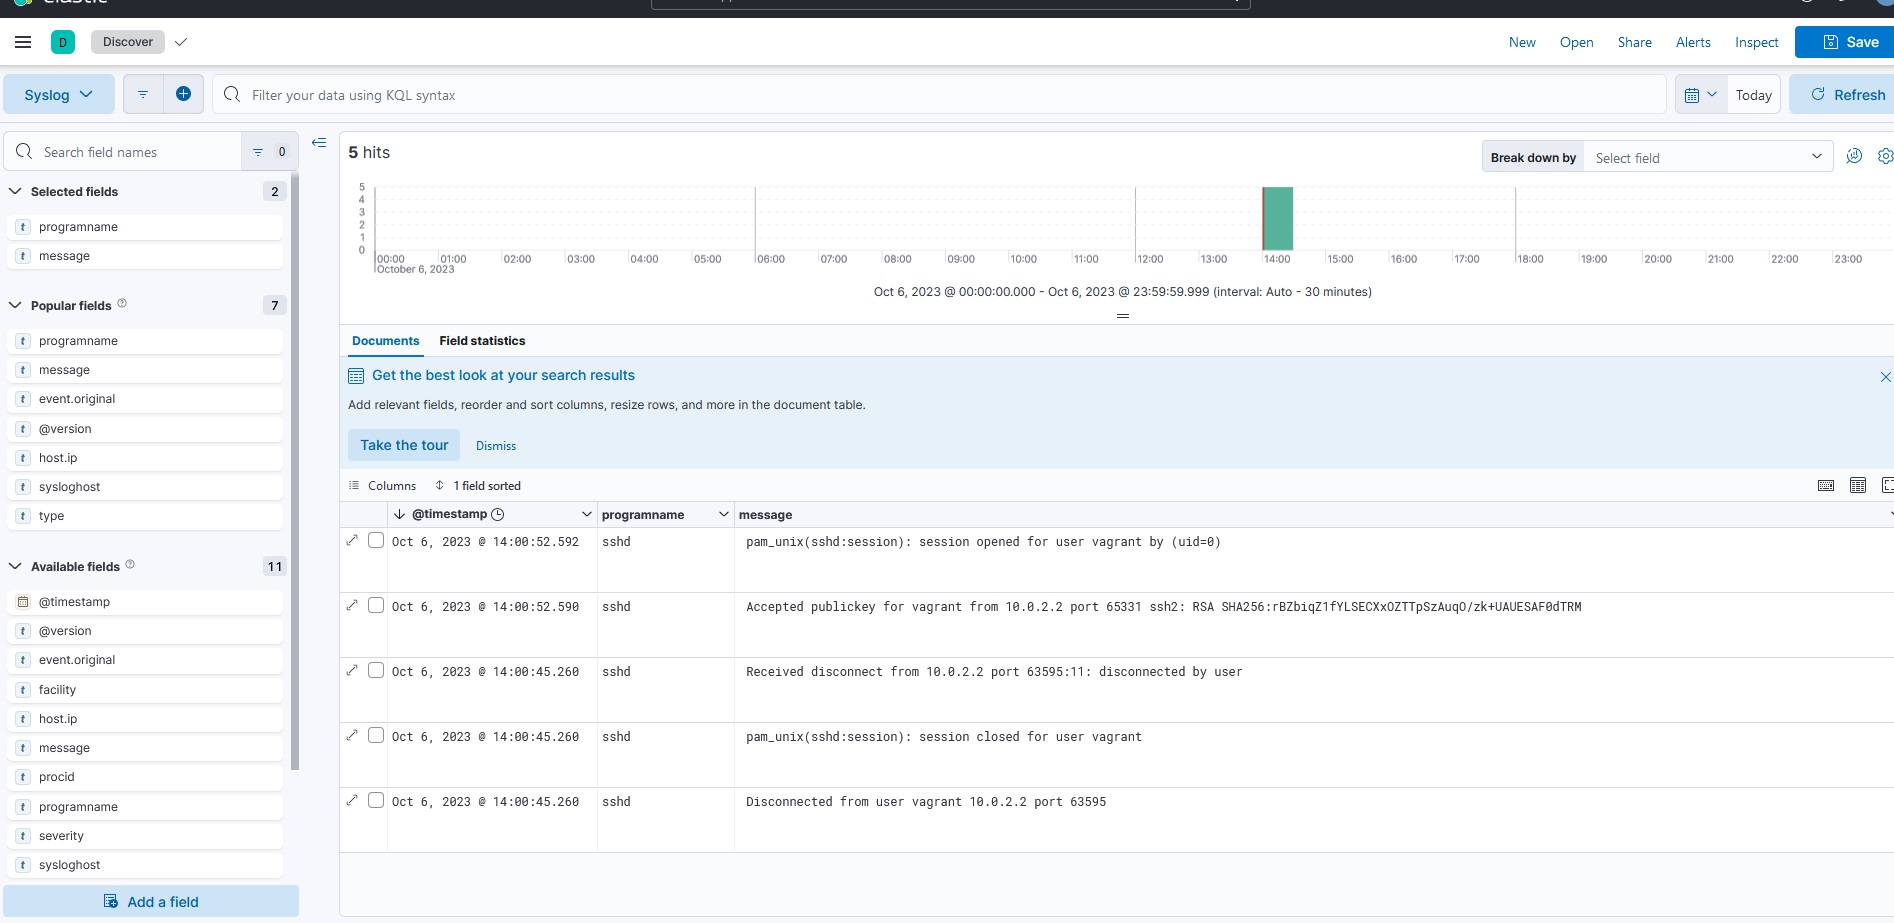 elastic
D Discover New Open Share Alerts Inspect Save
Syslog Filter your data using KQL syntax Today Refresh
Search field names 0
Selected fields 2
t programname
t message
Popular fields 7
t programname
t message
t event.original
t @version
t host.ip
t sysloghost
t type
Available fields 11
@timestamp
t @version
t event.original
t facility
t host.ip
t message
t procid
t programname
t severity
t sysloghost
Add a field
5 hits
Break down by Select field
5
4
3
2
1
0
00:00 01:00 02:00 03:00 04:00 05:00 06:00 07:00 08:00 09:00 10:00 11:00 12:00 13:00 14:00 15:00 16:00 17:00 18:00 19:00 20:00 21:00 22:00 23:00
October 6, 2023
Oct 6, 2023 @ 00:00:00.000 - Oct 6, 2023 @ 23:59:59.999 (interval: Auto - 30 minutes)
Documents Field statistics
Get the best look at your search results
Add relevant fields, reorder and sort columns, resize rows, and more in the document table.
Take the tour Dismiss
Columns 1 field sorted
@timestamp programname message
Oct 6, 2023 @ 14:00:52.592 sshd pam_unix(sshd:session): session opened for user vagrant by (uid=0)
Oct 6, 2023 @ 14:00:52.590 sshd Accepted publickey for vagrant from 10.0.2.2 port 65331 ssh2: RSA SHA256:rBZbiqZ1fYLSECXxOZTTpSzAuqO/zk+UAUESAF0dTRM
Oct 6, 2023 @ 14:00:45.260 sshd Received disconnect from 10.0.2.2 port 63595:11: disconnected by user
Oct 6, 2023 @ 14:00:45.260 sshd pam_unix(sshd:session): session closed for user vagrant
Oct 6, 2023 @ 14:00:45.260 sshd Disconnected from user vagrant 10.0.2.2 port 63595